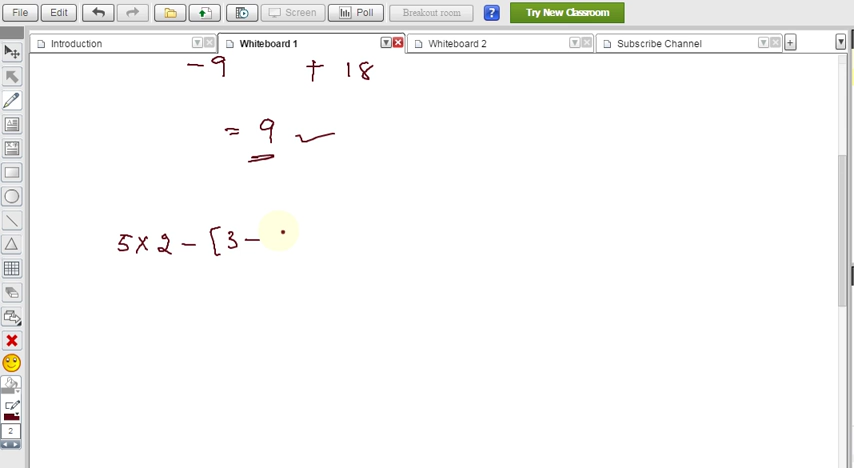 File Edit Screen Poll Breakout room ? Try New Classroom
Introduction Whiteboard 1 Whiteboard 2 Subscribe Channel +
-9 + 18
= 9 ✓
5 × 2 - [3 -
2